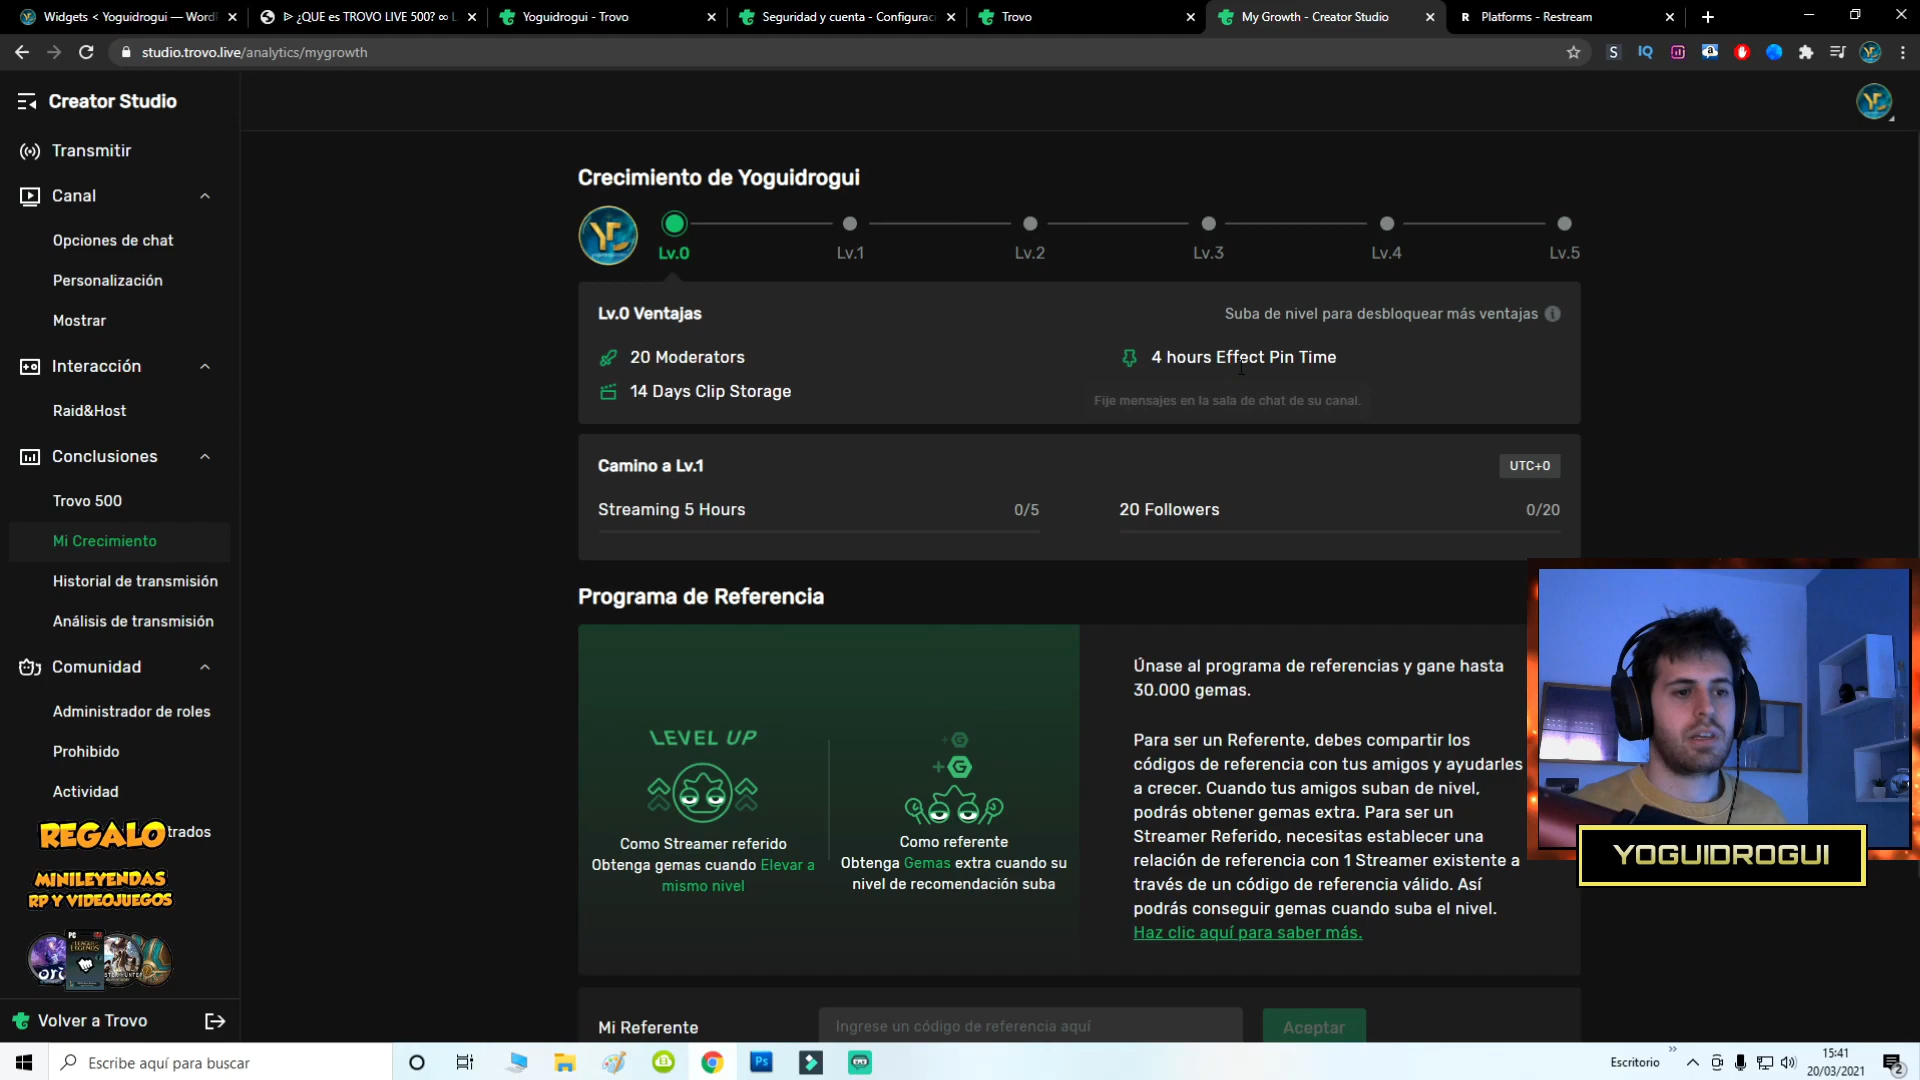 Widgets < Yoguidrogui — Word
ᐅ ¿QUE es TROVO LIVE 500? ∞ L
Yoguidrogui - Trovo
Seguridad y cuenta - Configurac
Trovo
My Growth - Creator Studio
Platforms - Restream
studio.trovo.live/analytics/mygrowth
Creator Studio
Transmitir
Canal
Opciones de chat
Personalización
Mostrar
Interacción
Raid&Host
Conclusiones
Trovo 500
Mi Crecimiento
Historial de transmisión
Análisis de transmisión
Comunidad
Administrador de roles
Prohibido
Actividad
trados
REGALO
MINILEYENDAS
RP Y VIDEOJUEGOS
Volver a Trovo
Crecimiento de Yoguidrogui
Lv.0
Lv.1
Lv.2
Lv.3
Lv.4
Lv.5
Lv.0 Ventajas
Suba de nivel para desbloquear más ventajas
20 Moderators
4 hours Effect Pin Time
14 Days Clip Storage
Fije mensajes en la sala de chat de su canal.
Camino a Lv.1
UTC+0
Streaming 5 Hours
0/5
20 Followers
0/20
Programa de Referencia
LEVEL UP
Como Streamer referido
Obtenga gemas cuando Elevar a
mismo nivel
Como referente
Obtenga Gemas extra cuando su
nivel de recomendación suba
Únase al programa de referencias y gane hasta
30.000 gemas.
Para ser un Referente, debes compartir los
códigos de referencia con tus amigos y ayudarles
a crecer. Cuando tus amigos suban de nivel,
podrás obtener gemas extra. Para ser un
Streamer Referido, necesitas establecer una
relación de referencia con 1 Streamer existente a
través de un código de referencia válido. Así
podrás conseguir gemas cuando suba el nivel.
Haz clic aquí para saber más.
Mi Referente
Ingrese un código de referencia aquí
Aceptar
YOGUIDROGUI
Escribe aquí para buscar
Escritorio
15:41
20/03/2021
2